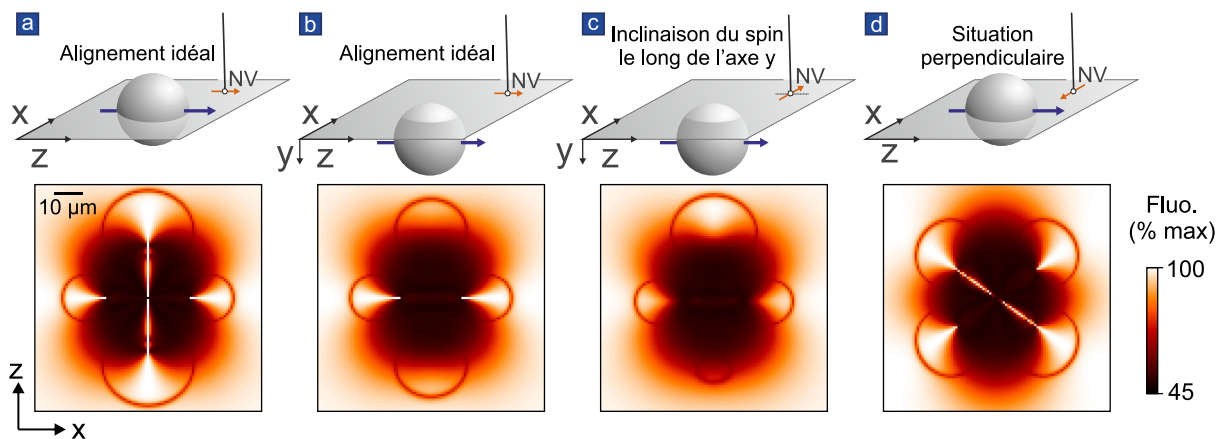 a
Alignement idéal
NV
x
z
b
Alignement idéal
NV
x
y
z
c
Inclinaison du spin
le long de l'axe y
NV
x
y
z
d
Situation
perpendiculaire
NV
x
z
10 µm
z
x
Fluo.
(% max)
100
45